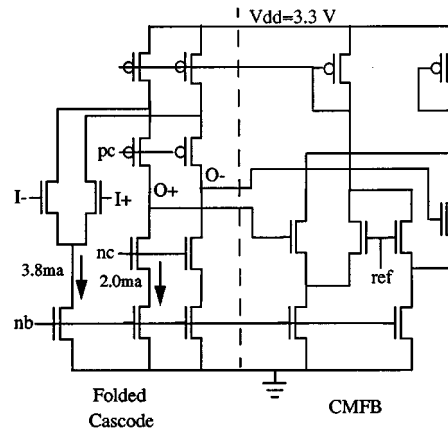 Vdd=3.3 V
pc
O-
I-
I+
O+
nc
ref
3.8ma
2.0ma
nb
Folded
Cascode
CMFB